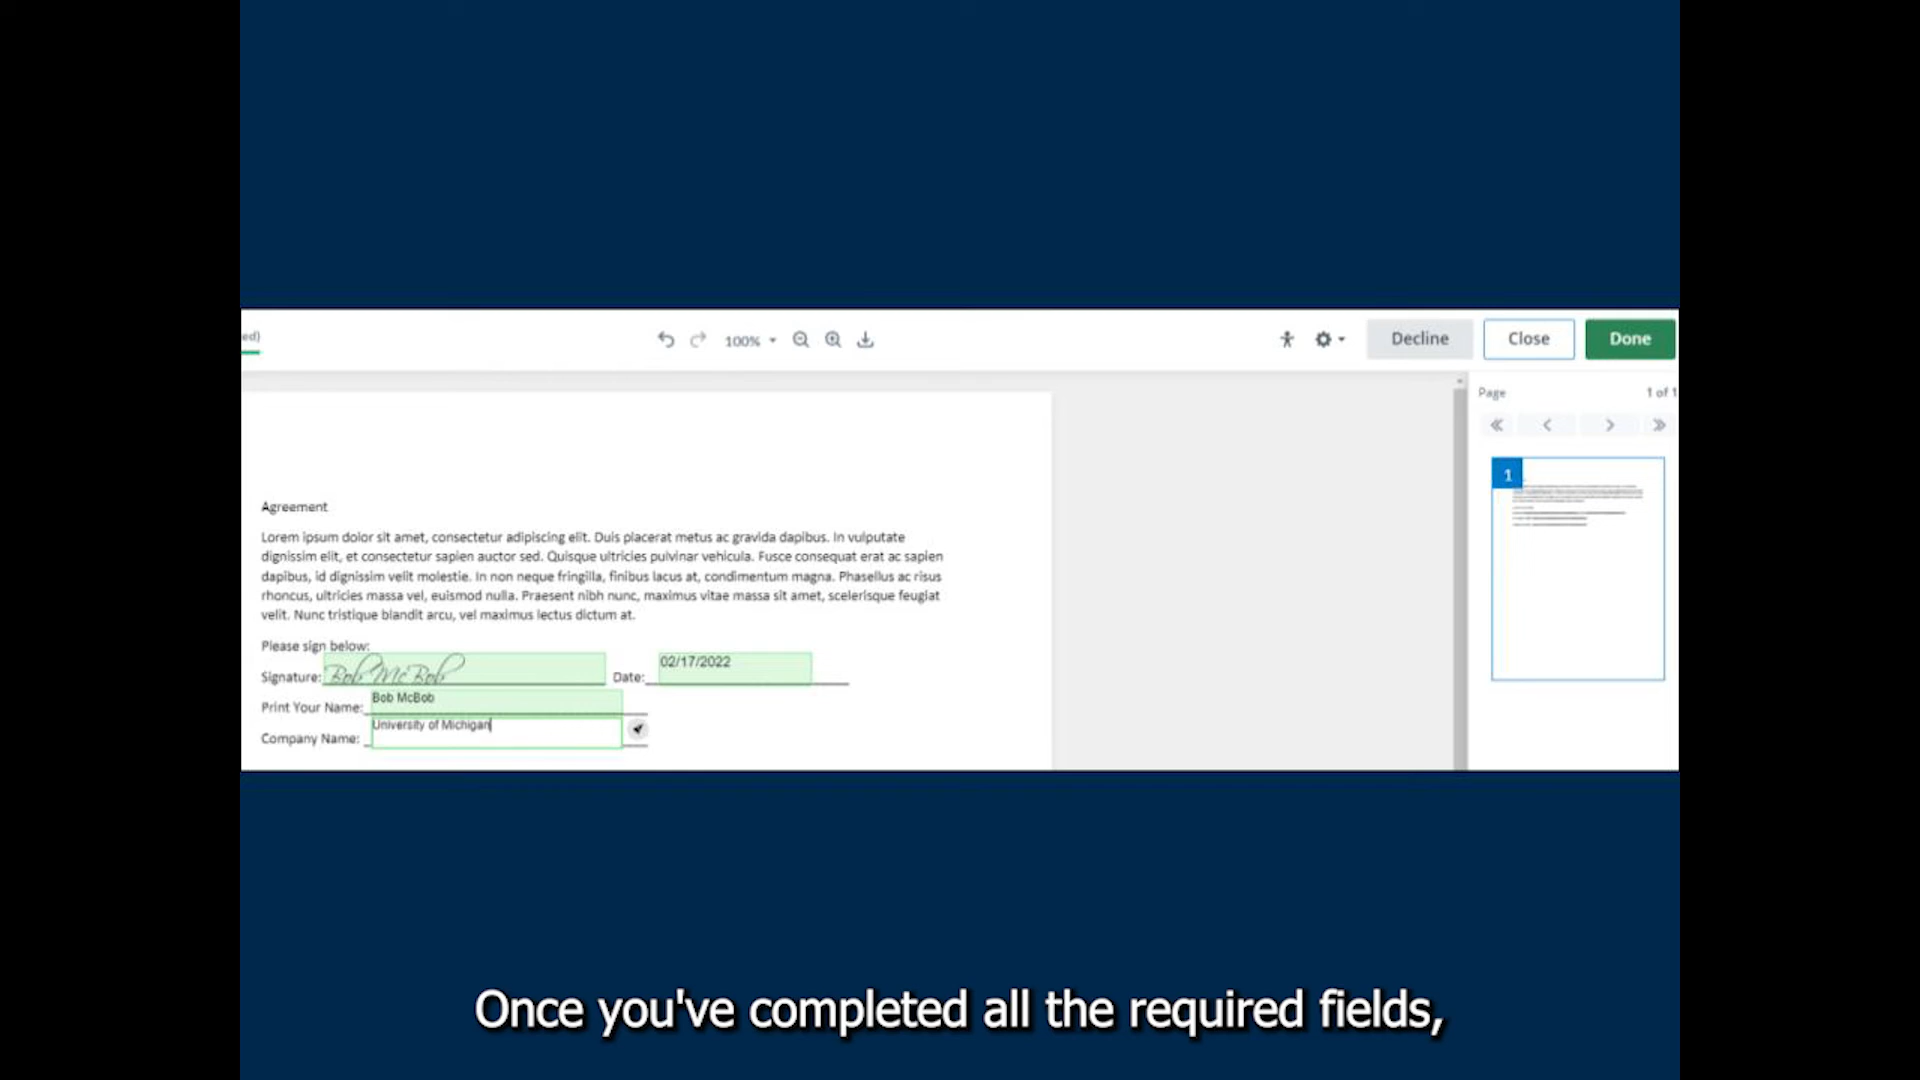 ed)
100%
Decline
Close
Done
Page
1 of 1
1
Agreement
Lorem ipsum dolor sit amet, consectetur adipiscing elit. Duis placerat metus ac gravida dapibus. In vulputate
dignissim elit, et consectetur sapien auctor sed. Quisque ultricies pulvinar vehicula. Fusce consequat erat ac sapien
dapibus, id dignissim velit molestie. In non neque fringilla, finibus lacus at, condimentum magna. Phasellus ac risus
rhoncus, ultricies massa vel, euismod nulla. Praesent nibh nunc, maximus vitae massa sit amet, scelerisque feugiat
velit. Nunc tristique blandit arcu, vel maximus lectus dictum at.
Please sign below:
Signature: Bob McBob Date: 02/17/2022
Print Your Name: Bob McBob
Company Name: University of Michigan
Once you've completed all the required fields,